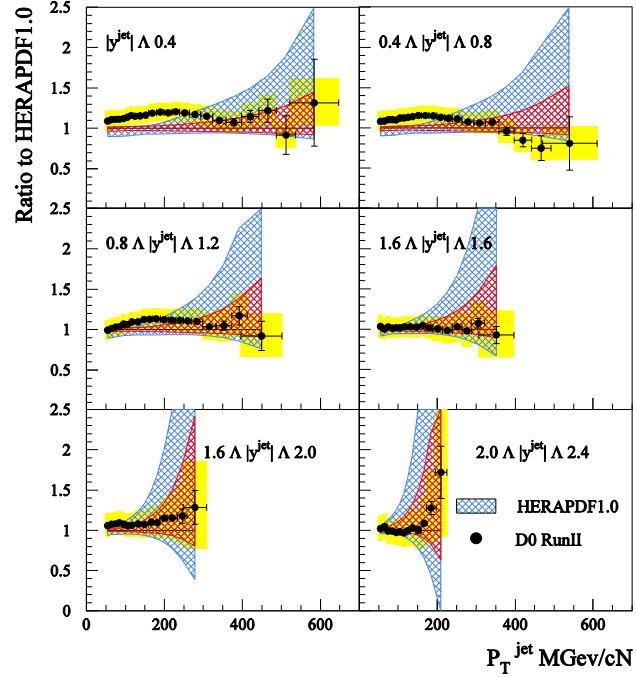 Ratio to HERAPDF1.0
2.5
2
1.5
1
0.5
|y^jet| Λ 0.4
0.4 Λ |y^jet| Λ 0.8
2.5
2
1.5
1
0.5
0.8 Λ |y^jet| Λ 1.2
1.6 Λ |y^jet| Λ 1.6
2.5
2
1.5
1
0.5
0
1.6 Λ |y^jet| Λ 2.0
2.0 Λ |y^jet| Λ 2.4
HERAPDF1.0
D0 RunII
0 200 400 600 200 400 600
P_T^jet MGev/cN